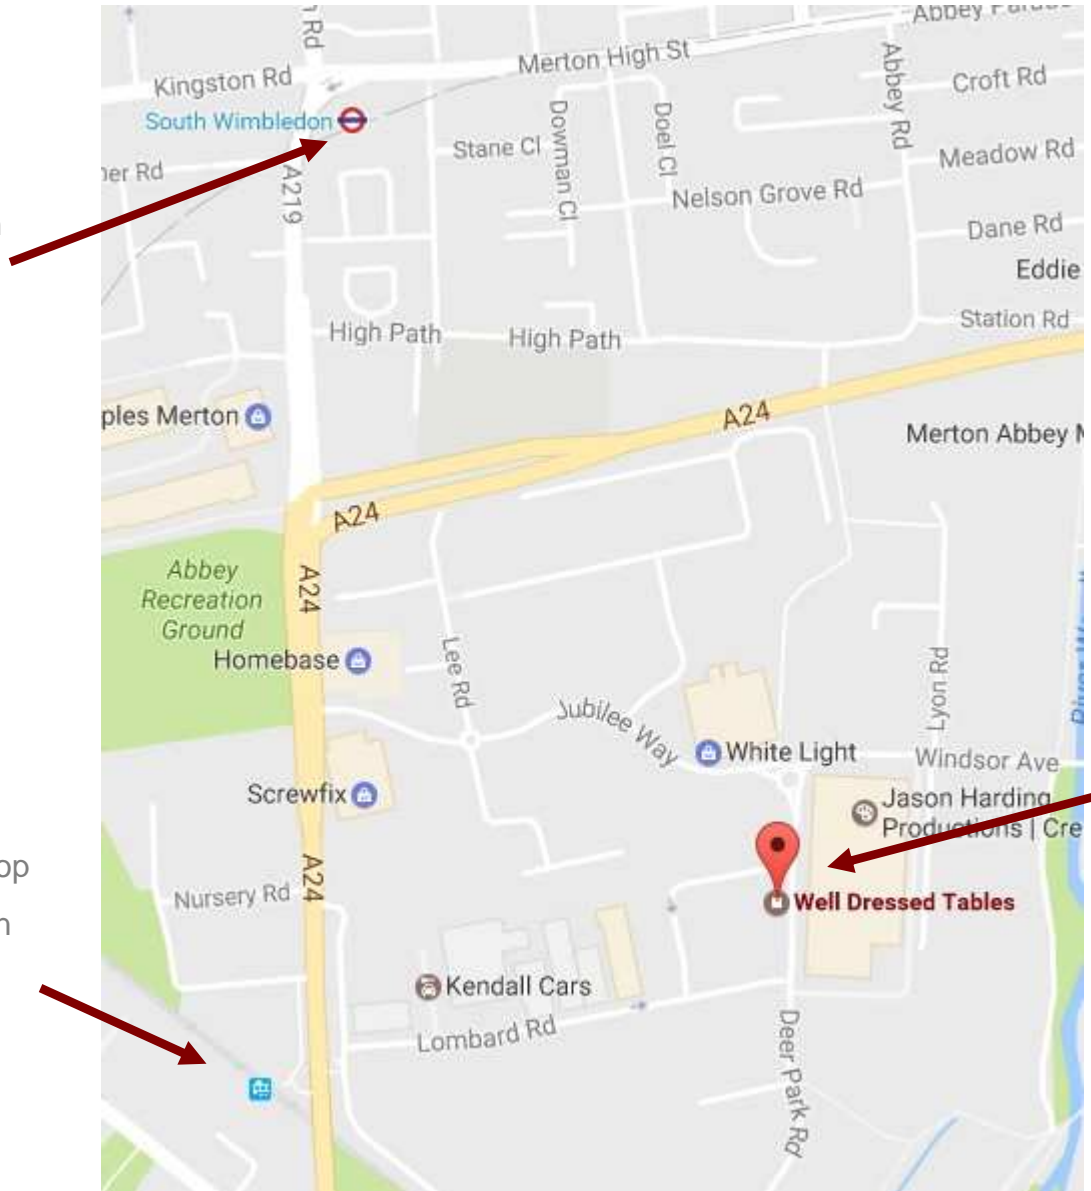 Abbey
Merton High St
Kingston Rd
Croft Rd
Abbey Rd
South Wimbledon
Dowman Cl
Doel Cl
Stane Cl
Meadow Rd
A219
Nelson Grove Rd
Dane Rd
Eddie
Station Rd
High Path
High Path
A24
ples Merton
Merton Abbey
A24
Abbey
Recreation
Ground
A24
Homebase
Lee Rd
Lyon Rd
Jubilee Way
White Light
Windsor Ave
Screwfix
Jason Harding
Productions | Cre
A24
op
Nursery Rd
Well Dressed Tables
Kendall Cars
Lombard Rd
Deer Park Rd